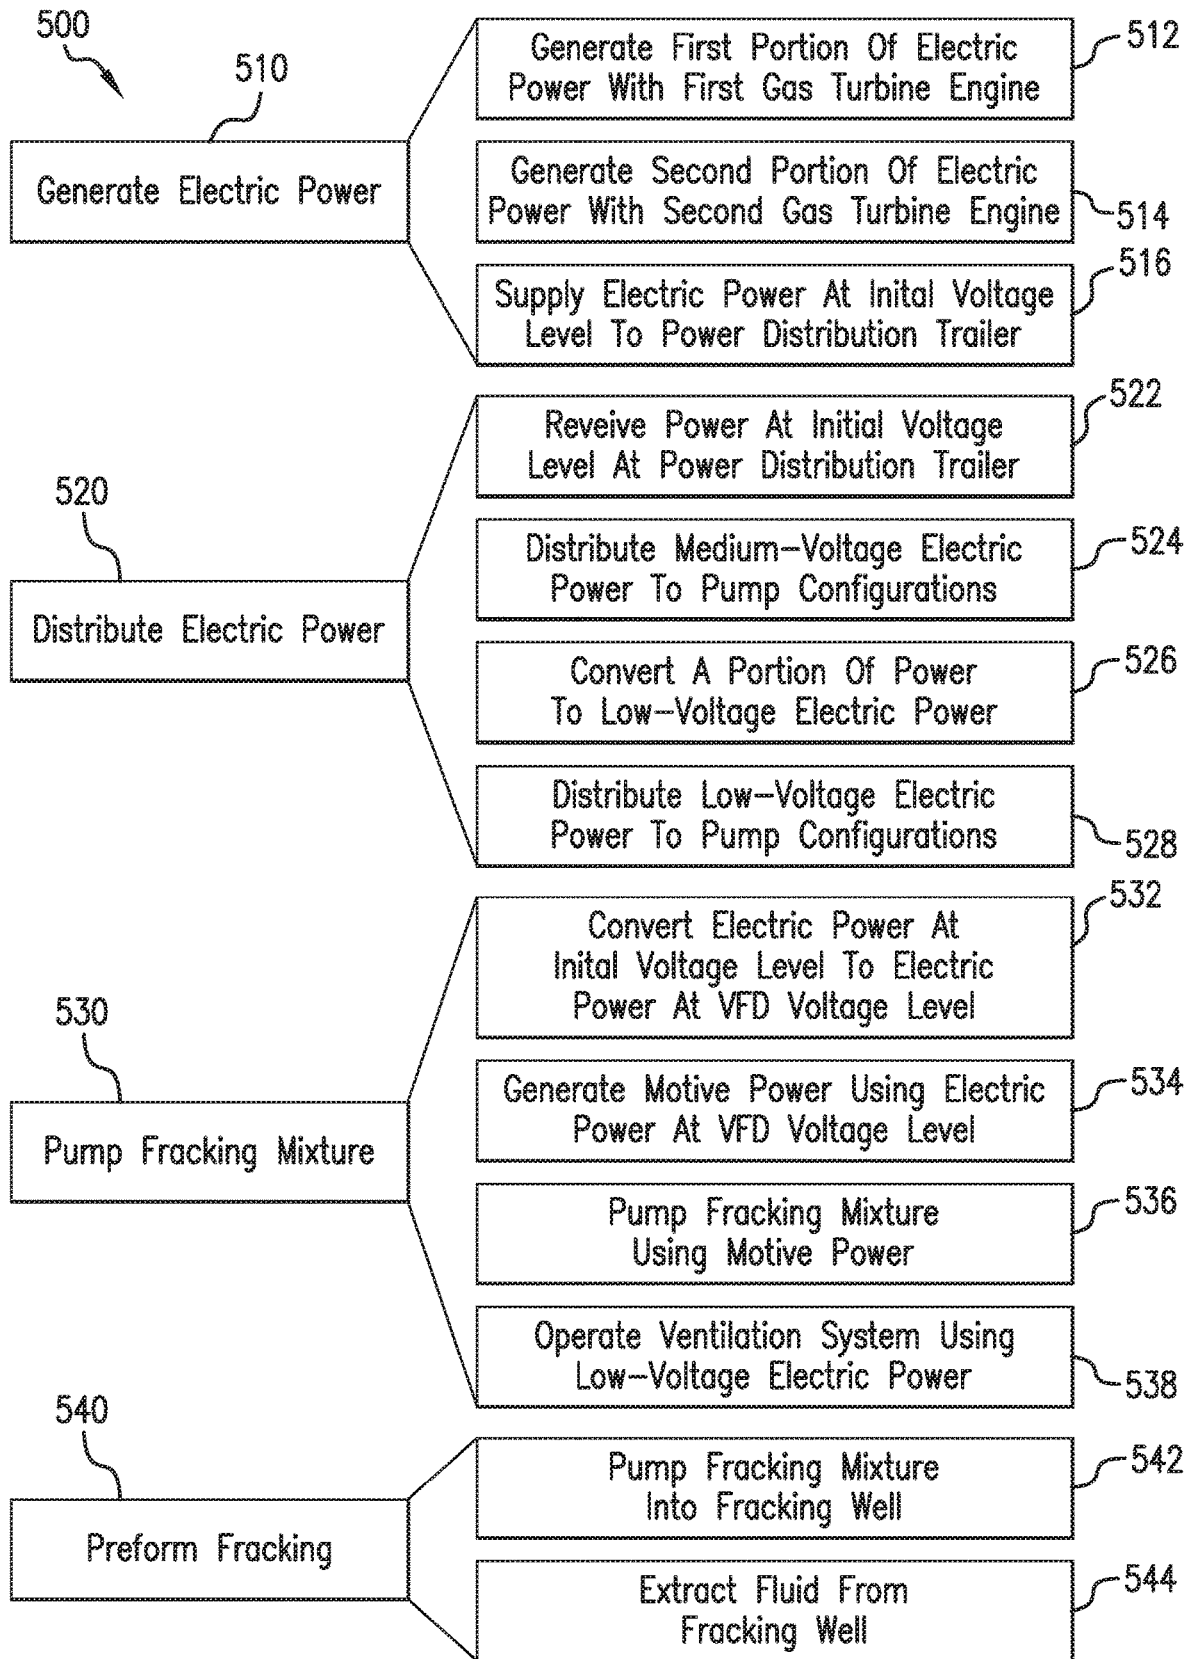 500
510
Generate Electric Power
Generate First Portion Of Electric
Power With First Gas Turbine Engine
512
Generate Second Portion Of Electric
Power With Second Gas Turbine Engine
514
Supply Electric Power At Inital Voltage
Level To Power Distribution Trailer
516
520
Distribute Electric Power
Reveive Power At Initial Voltage
Level At Power Distribution Trailer
522
Distribute Medium-Voltage Electric
Power To Pump Configurations
524
Convert A Portion Of Power
To Low-Voltage Electric Power
526
Distribute Low-Voltage Electric
Power To Pump Configurations
528
530
Pump Fracking Mixture
Convert Electric Power At
Inital Voltage Level To Electric
Power At VFD Voltage Level
532
Generate Motive Power Using Electric
Power At VFD Voltage Level
534
Pump Fracking Mixture
Using Motive Power
536
Operate Ventilation System Using
Low-Voltage Electric Power
538
540
Preform Fracking
Pump Fracking Mixture
Into Fracking Well
542
Extract Fluid From
Fracking Well
544